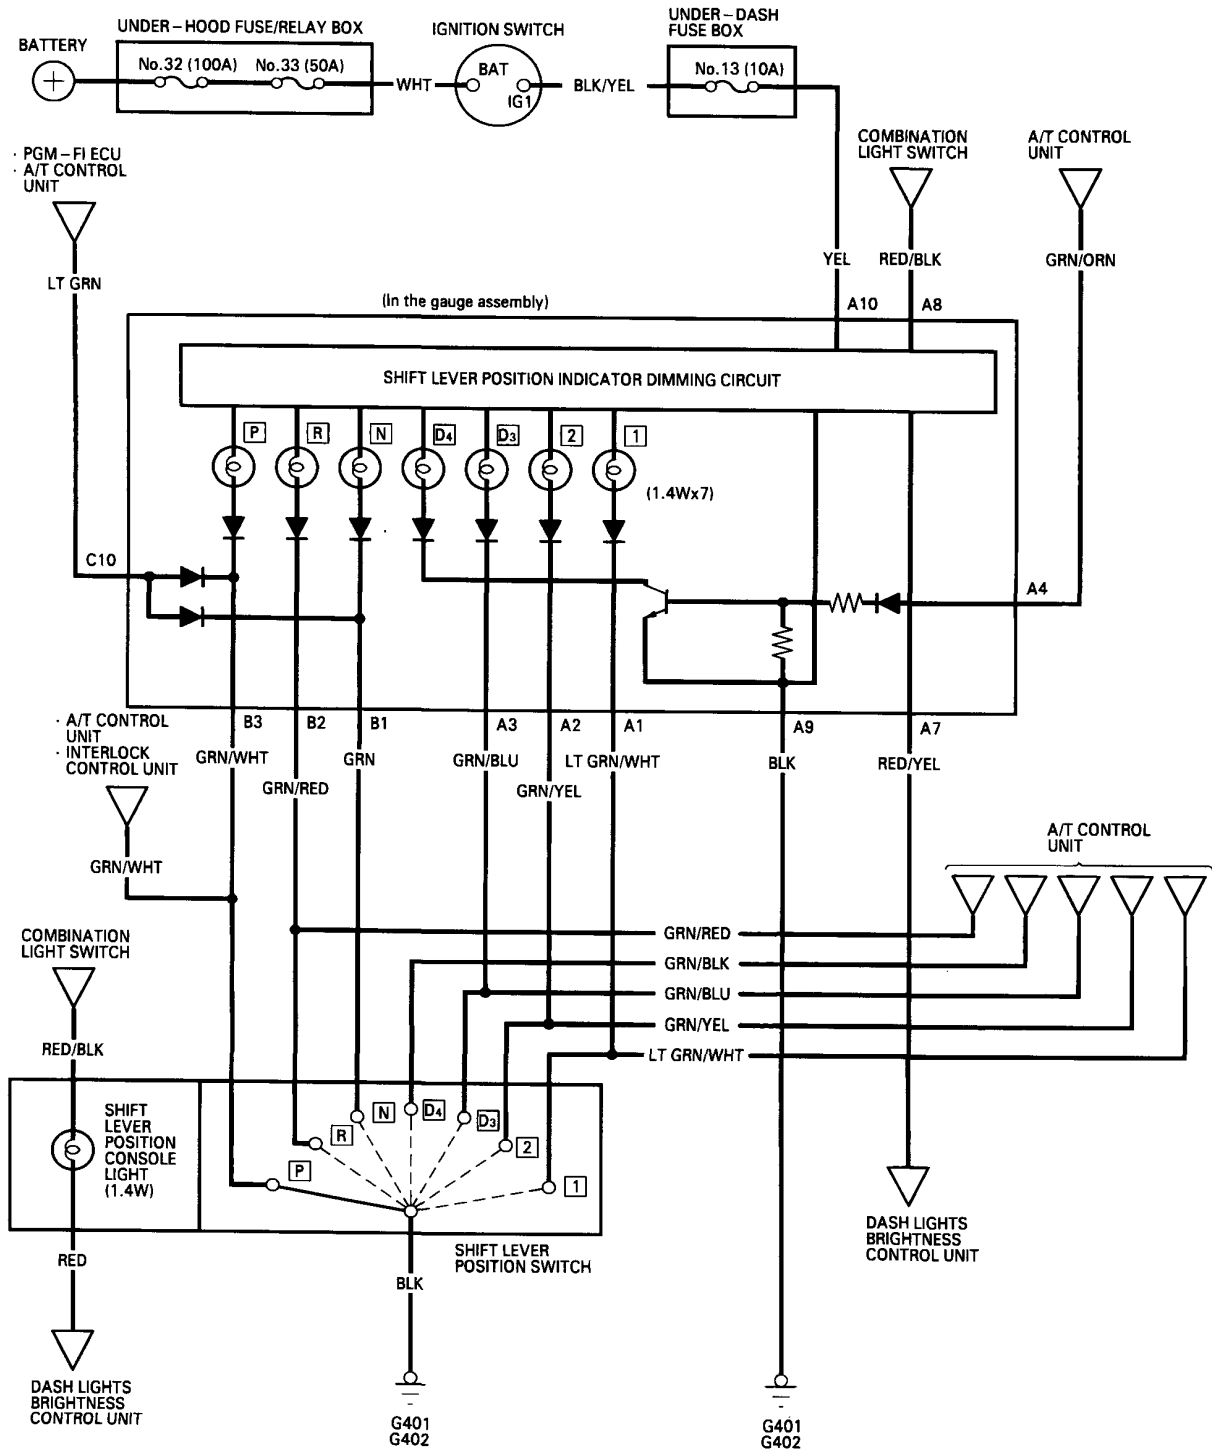 UNDER-HOOD FUSE/RELAY BOX
IGNITION SWITCH
UNDER-DASH
FUSE BOX
BATTERY
No.32 (100A)
No.33 (50A)
WHT
BAT
IG1
BLK/YEL
No.13 (10A)
· PGM-FI ECU
· A/T CONTROL
UNIT
COMBINATION
LIGHT SWITCH
A/T CONTROL
UNIT
LT GRN
YEL
RED/BLK
GRN/ORN
(In the gauge assembly)
A10
A8
SHIFT LEVER POSITION INDICATOR DIMMING CIRCUIT
P
R
N
D4
D3
2
1
(1.4Wx7)
C10
A4
B3
B2
B1
A3
A2
A1
A9
A7
· A/T CONTROL
UNIT
· INTERLOCK
CONTROL UNIT
GRN/WHT
GRN/RED
GRN
GRN/BLU
GRN/YEL
LT GRN/WHT
BLK
RED/YEL
GRN/WHT
A/T CONTROL
UNIT
COMBINATION
LIGHT SWITCH
GRN/RED
GRN/BLK
GRN/BLU
GRN/YEL
LT GRN/WHT
RED/BLK
SHIFT
LEVER
POSITION
CONSOLE
LIGHT
(1.4W)
P
R
N
D4
D3
2
1
SHIFT LEVER
POSITION SWITCH
RED
BLK
DASH LIGHTS
BRIGHTNESS
CONTROL UNIT
DASH LIGHTS
BRIGHTNESS
CONTROL UNIT
G401
G402
G401
G402